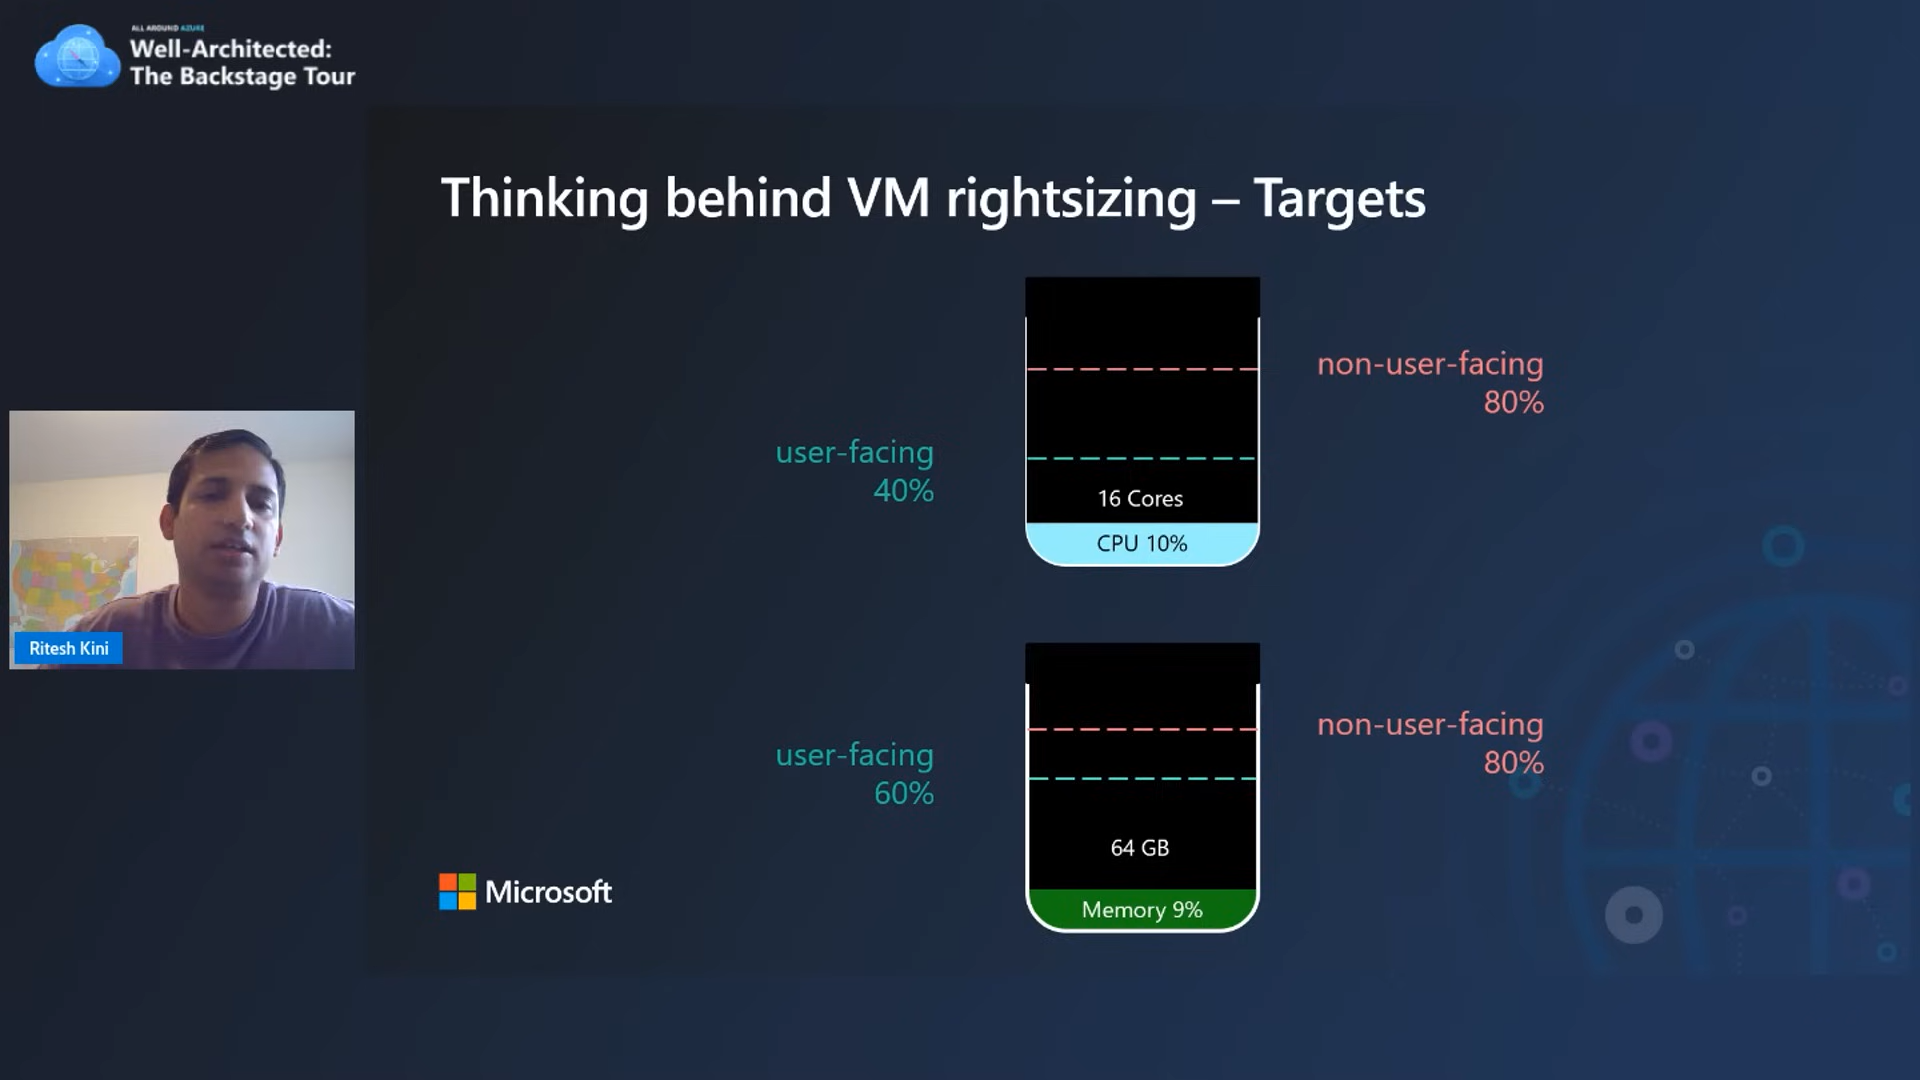 ALL AROUND AZURE
Well-Architected:
The Backstage Tour
Thinking behind VM rightsizing – Targets
non-user-facing
80%
user-facing
40%
16 Cores
CPU 10%
Ritesh Kini
non-user-facing
80%
user-facing
60%
64 GB
Memory 9%
Microsoft